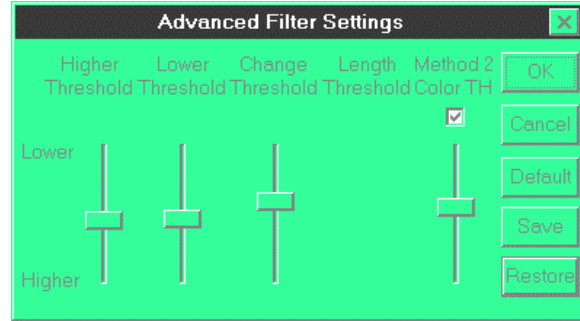 Advanced Filter Settings
Higher Lower Change Length Method 2
Threshold Threshold Threshold Threshold Color TH
OK
Cancel
Lower
Default
Save
Higher
Restore